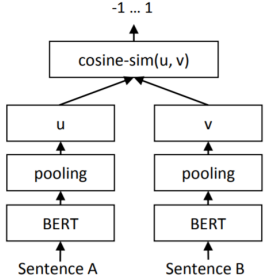 -1 … 1
cosine-sim(u, v)
u v
pooling pooling
BERT BERT
Sentence A Sentence B